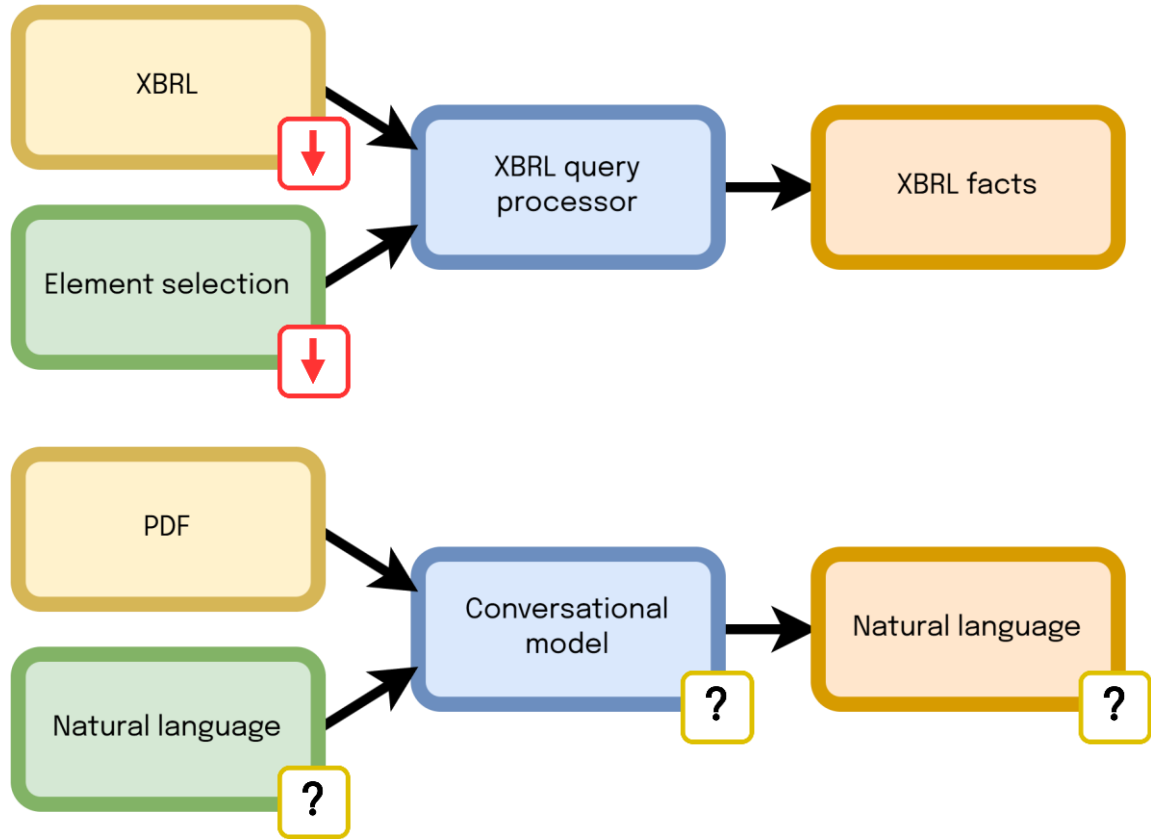 XBRL
XBRL query
processor
XBRL facts
Element selection
PDF
Conversational
model
?
Natural language
?
Natural language
?